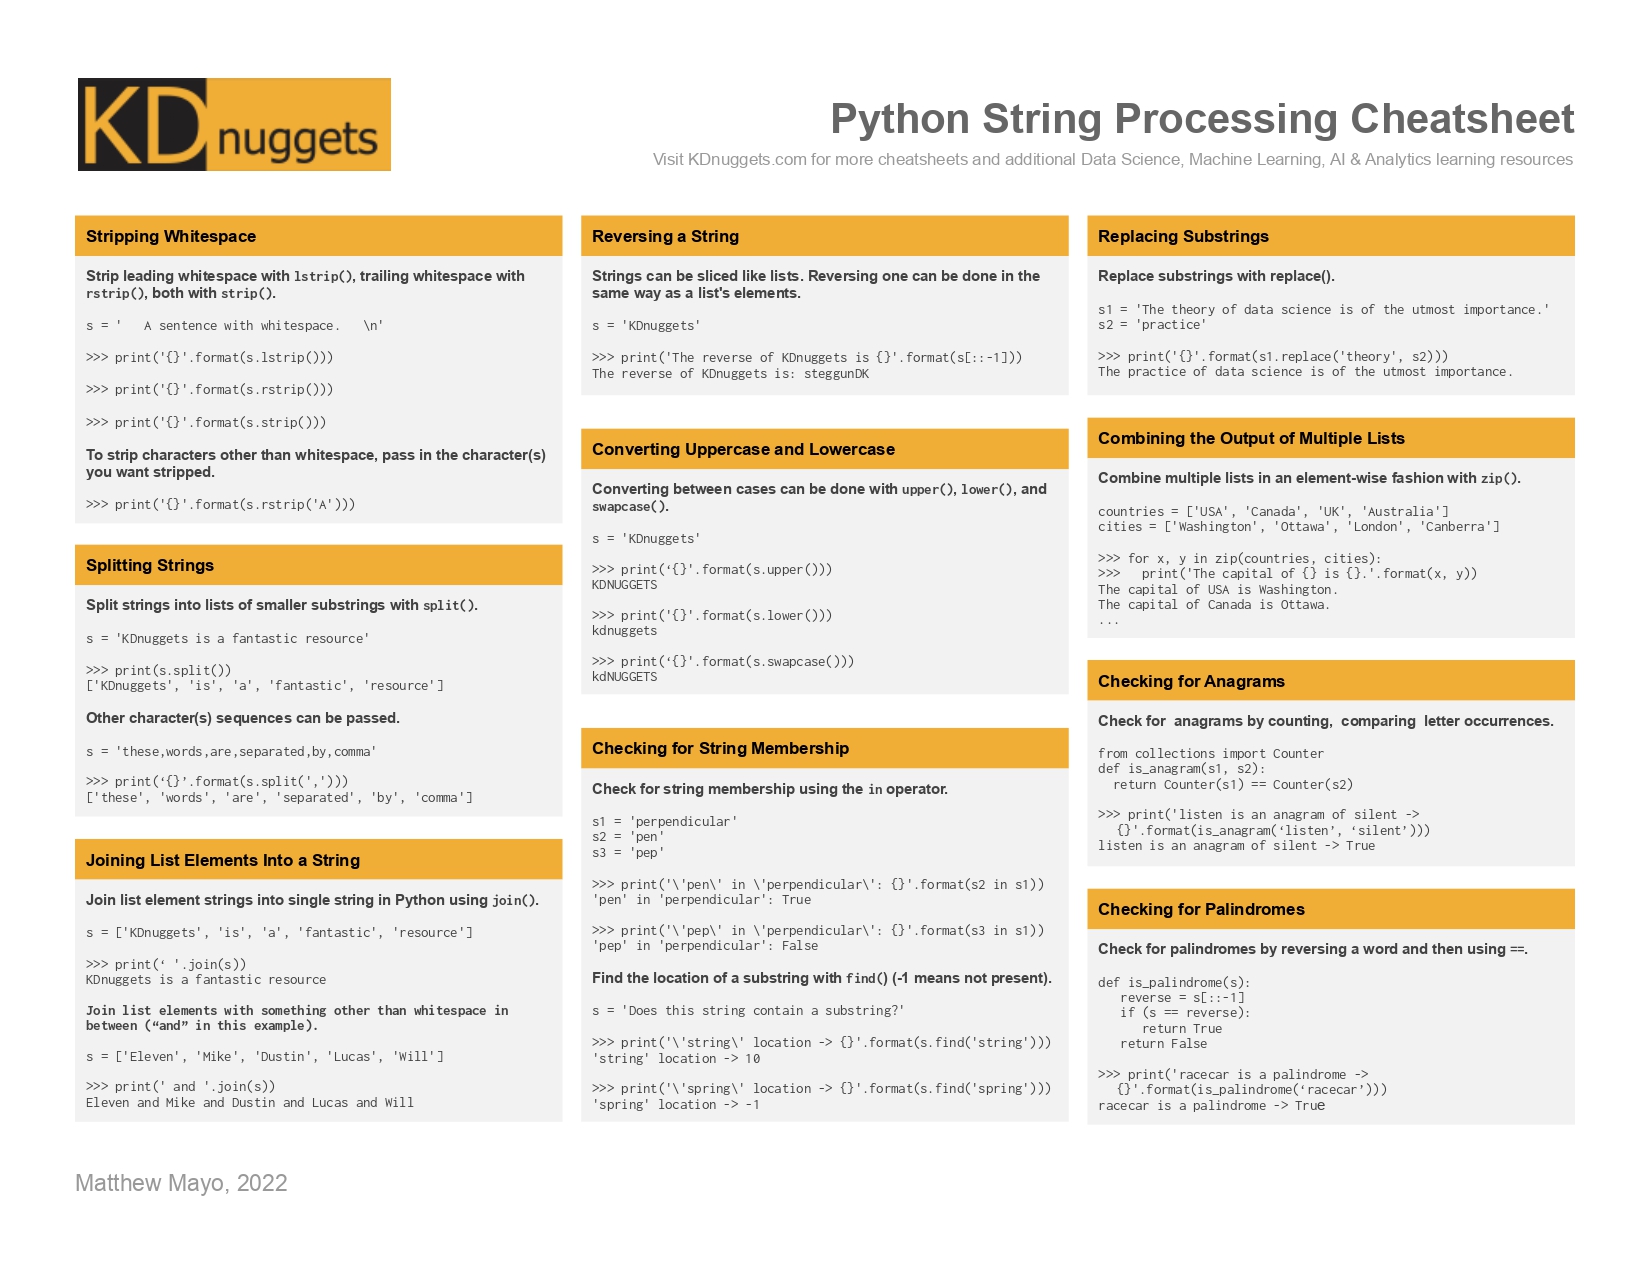 KDnuggets
Python String Processing Cheatsheet
Visit KDnuggets.com for more cheatsheets and additional Data Science, Machine Learning, AI & Analytics learning resources
Stripping Whitespace
Strip leading whitespace with lstrip(), trailing whitespace with
rstrip(), both with strip().
s = '   A sentence with whitespace.   \n'
>>> print('{}'.format(s.lstrip()))
>>> print('{}'.format(s.rstrip()))
>>> print('{}'.format(s.strip()))
To strip characters other than whitespace, pass in the character(s)
you want stripped.
>>> print('{}'.format(s.rstrip('A')))
Splitting Strings
Split strings into lists of smaller substrings with split().
s = 'KDnuggets is a fantastic resource'
>>> print(s.split())
['KDnuggets', 'is', 'a', 'fantastic', 'resource']
Other character(s) sequences can be passed.
s = 'these,words,are,separated,by,comma'
>>> print(‘{}’.format(s.split(',')))
['these', 'words', 'are', 'separated', 'by', 'comma']
Joining List Elements Into a String
Join list element strings into single string in Python using join().
s = ['KDnuggets', 'is', 'a', 'fantastic', 'resource']
>>> print(‘ '.join(s))
KDnuggets is a fantastic resource
Join list elements with something other than whitespace in
between (“and” in this example).
s = ['Eleven', 'Mike', 'Dustin', 'Lucas', 'Will']
>>> print(' and '.join(s))
Eleven and Mike and Dustin and Lucas and Will
Reversing a String
Strings can be sliced like lists. Reversing one can be done in the
same way as a list's elements.
s = 'KDnuggets'
>>> print('The reverse of KDnuggets is {}'.format(s[::-1]))
The reverse of KDnuggets is: steggunDK
Converting Uppercase and Lowercase
Converting between cases can be done with upper(), lower(), and
swapcase().
s = 'KDnuggets'
>>> print(‘{}'.format(s.upper()))
KDNUGGETS
>>> print('{}'.format(s.lower()))
kdnuggets
>>> print(‘{}'.format(s.swapcase()))
kdNUGGETS
Checking for String Membership
Check for string membership using the in operator.
s1 = 'perpendicular'
s2 = 'pen'
s3 = 'pep'
>>> print('\'pen\' in \'perpendicular\': {}'.format(s2 in s1))
'pen' in 'perpendicular': True
>>> print('\'pep\' in \'perpendicular\': {}'.format(s3 in s1))
'pep' in 'perpendicular': False
Find the location of a substring with find() (-1 means not present).
s = 'Does this string contain a substring?'
>>> print('\'string\' location -> {}'.format(s.find('string')))
'string' location -> 10
>>> print('\'spring\' location -> {}'.format(s.find('spring')))
'spring' location -> -1
Replacing Substrings
Replace substrings with replace().
s1 = 'The theory of data science is of the utmost importance.'
s2 = 'practice'
>>> print('{}'.format(s1.replace('theory', s2)))
The practice of data science is of the utmost importance.
Combining the Output of Multiple Lists
Combine multiple lists in an element-wise fashion with zip().
countries = ['USA', 'Canada', 'UK', 'Australia']
cities = ['Washington', 'Ottawa', 'London', 'Canberra']
>>> for x, y in zip(countries, cities):
>>>   print('The capital of {} is {}.'.format(x, y))
The capital of USA is Washington.
The capital of Canada is Ottawa.
...
Checking for Anagrams
Check for  anagrams by counting,  comparing  letter occurrences.
from collections import Counter
def is_anagram(s1, s2):
  return Counter(s1) == Counter(s2)
>>> print('listen is an anagram of silent ->
{}'.format(is_anagram(‘listen’, ‘silent’)))
listen is an anagram of silent -> True
Checking for Palindromes
Check for palindromes by reversing a word and then using ==.
def is_palindrome(s):
   reverse = s[::-1]
   if (s == reverse):
      return True
   return False
>>> print('racecar is a palindrome ->
{}'.format(is_palindrome(‘racecar’)))
racecar is a palindrome -> True
Matthew Mayo, 2022